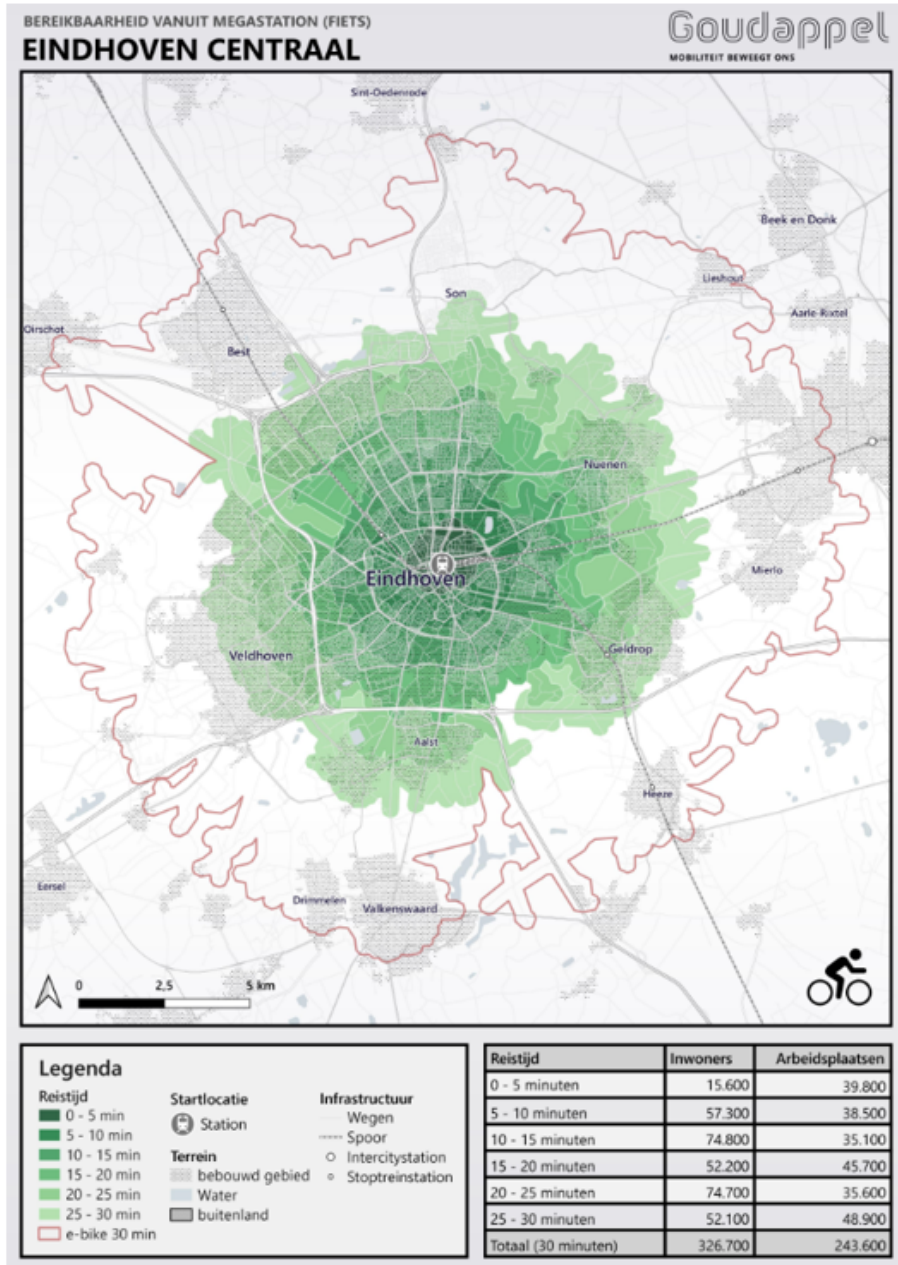 BEREIKBAARHEID VANUIT MEGASTATION (FIETS)
EINDHOVEN CENTRAAL
Goudappel
MOBILITEIT BEWEEGT ONS
Sint-Oedenrode
Beek en Donk
Lieshout
Son
Aarle-Rixtel
Oirschot
Best
Nuenen
Eindhoven
Mierlo
Veldhoven
Geldrop
Aalst
Heeze
Eersel
Drimmelen
Valkenswaard
0 2,5 5 km
Legenda
Reistijd
0 - 5 min
5 - 10 min
10 - 15 min
15 - 20 min
20 - 25 min
25 - 30 min
e-bike 30 min
Startlocatie
Station
Terrein
bebouwd gebied
Water
buitenland
Infrastructuur
Wegen
Spoor
Intercitystation
Stoptreinstation
Reistijd Inwoners Arbeidsplaatsen
0 - 5 minuten 15.600 39.800
5 - 10 minuten 57.300 38.500
10 - 15 minuten 74.800 35.100
15 - 20 minuten 52.200 45.700
20 - 25 minuten 74.700 35.600
25 - 30 minuten 52.100 48.900
Totaal (30 minuten) 326.700 243.600